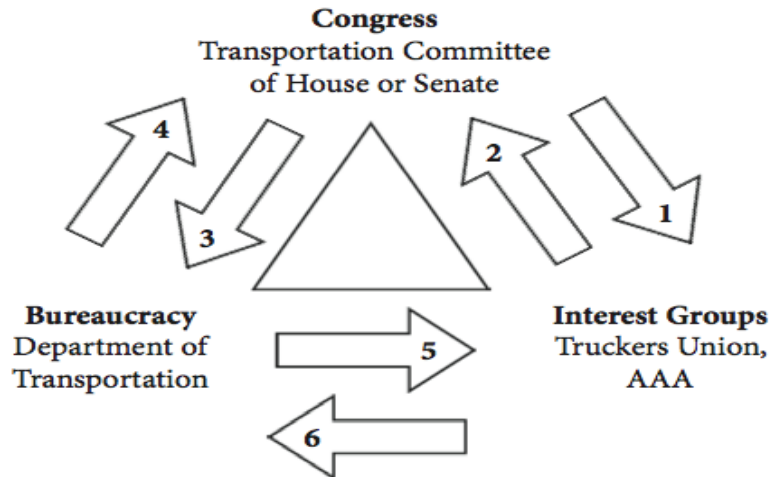 Congress
Transportation Committee
of House or Senate
4
3
2
1
Bureaucracy
Department of
Transportation
5
6
Interest Groups
Truckers Union,
AAA